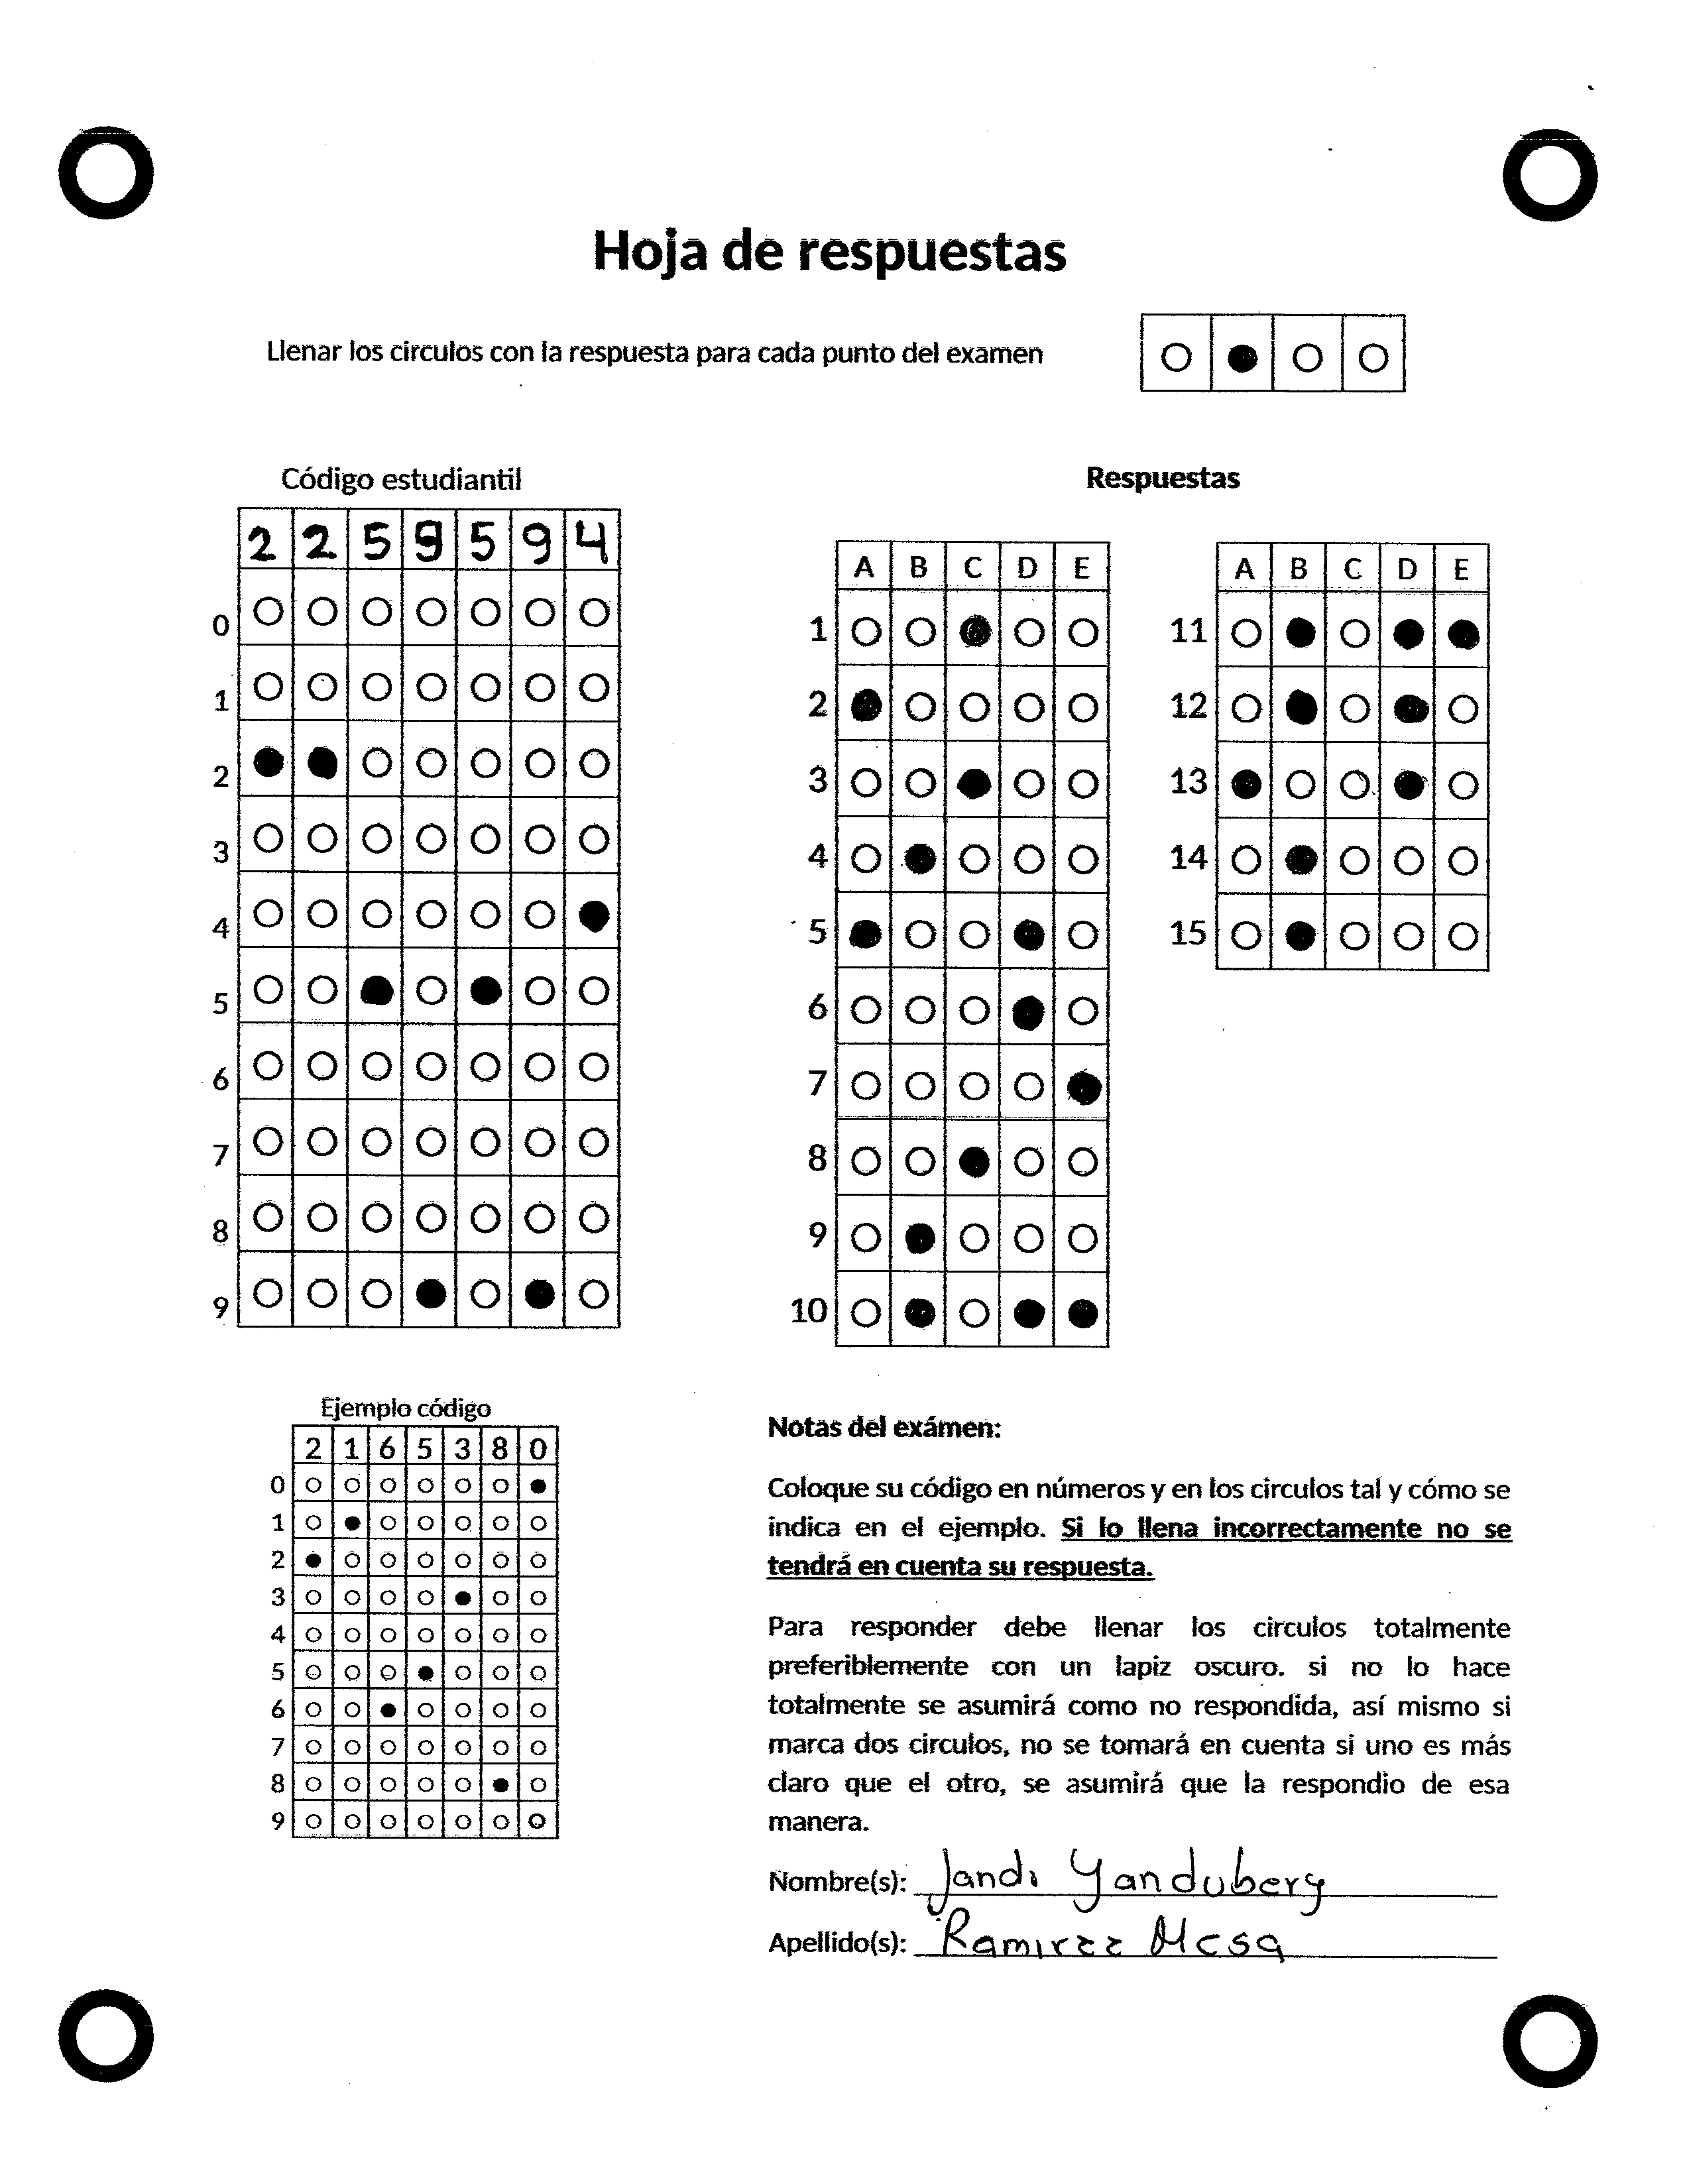 Hoja de respuestas
Llenar los circulos con la respuesta para cada punto del examen
Código estudiantil
2 2 5 9 5 9 4
0
1
2
3
4
5
6
7
8
9
Respuestas
A B C D E
1
2
3
4
5
6
7
8
9
10
A B C D E
11
12
13
14
15
Ejemplo código
2 1 6 5 3 8 0
0
1
2
3
4
5
6
7
8
9
Notas del exámen:
Coloque su código en números y en los circulos tal y cómo se
indica en el ejemplo. Si lo llena incorrectamente no se
tendrá en cuenta su respuesta.
Para responder debe llenar los circulos totalmente
preferiblemente con un lapiz oscuro. si no lo hace
totalmente se asumirá como no respondida, así mismo si
marca dos circulos, no se tomará en cuenta si uno es más
claro que el otro, se asumirá que la respondio de esa
manera.
Nombre(s): Jandi Yanduberg
Apellido(s): Ramirez Mesa